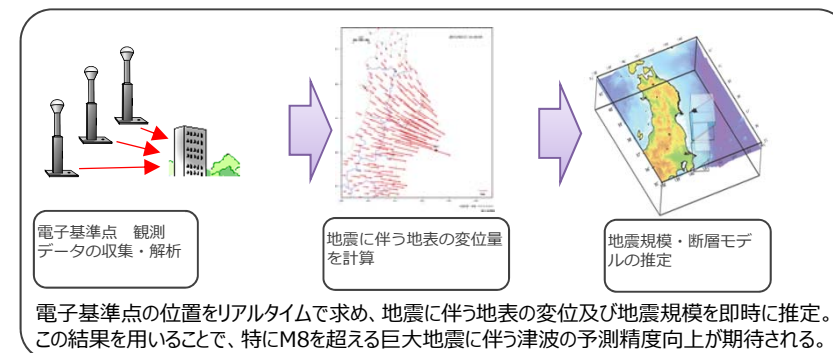 電子基準点　観測
データの収集・解析
地震に伴う地表の変位量
を計算
地震規模・断層モデ
ルの推定
電子基準点の位置をリアルタイムで求め、地震に伴う地表の変位及び地震規模を即時に推定。
この結果を用いることで、特にM8を超える巨大地震に伴う津波の予測精度向上が期待される。